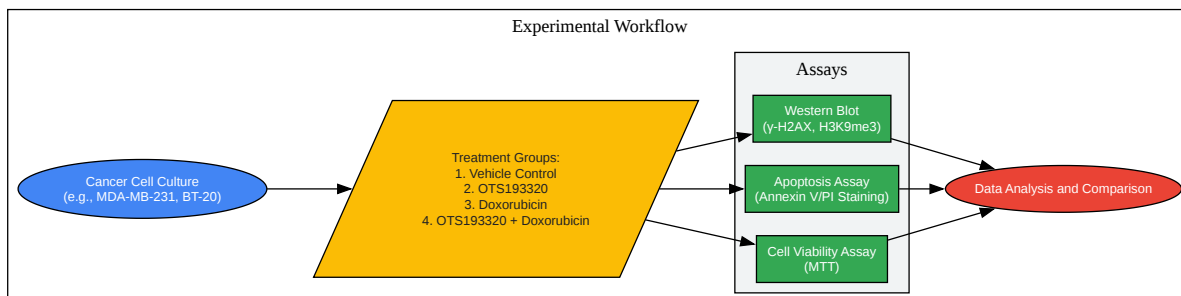 Experimental Workflow
Cancer Cell Culture
(e.g., MDA-MB-231, BT-20)
Treatment Groups:
1. Vehicle Control
2. OTS193320
3. Doxorubicin
4. OTS193320 + Doxorubicin
Assays
Western Blot
(γ-H2AX, H3K9me3)
Apoptosis Assay
(Annexin V/PI Staining)
Cell Viability Assay
(MTT)
Data Analysis and Comparison